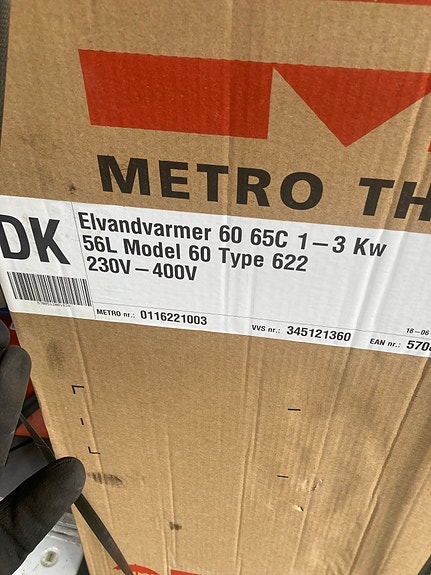 METRO TH
DK
Elvandvarmer 60 65C 1–3 Kw
56L Model 60 Type 622
230V–400V
METRO nr.: 0116221003
VVS nr.: 345121360
18-06
EAN nr.: 570